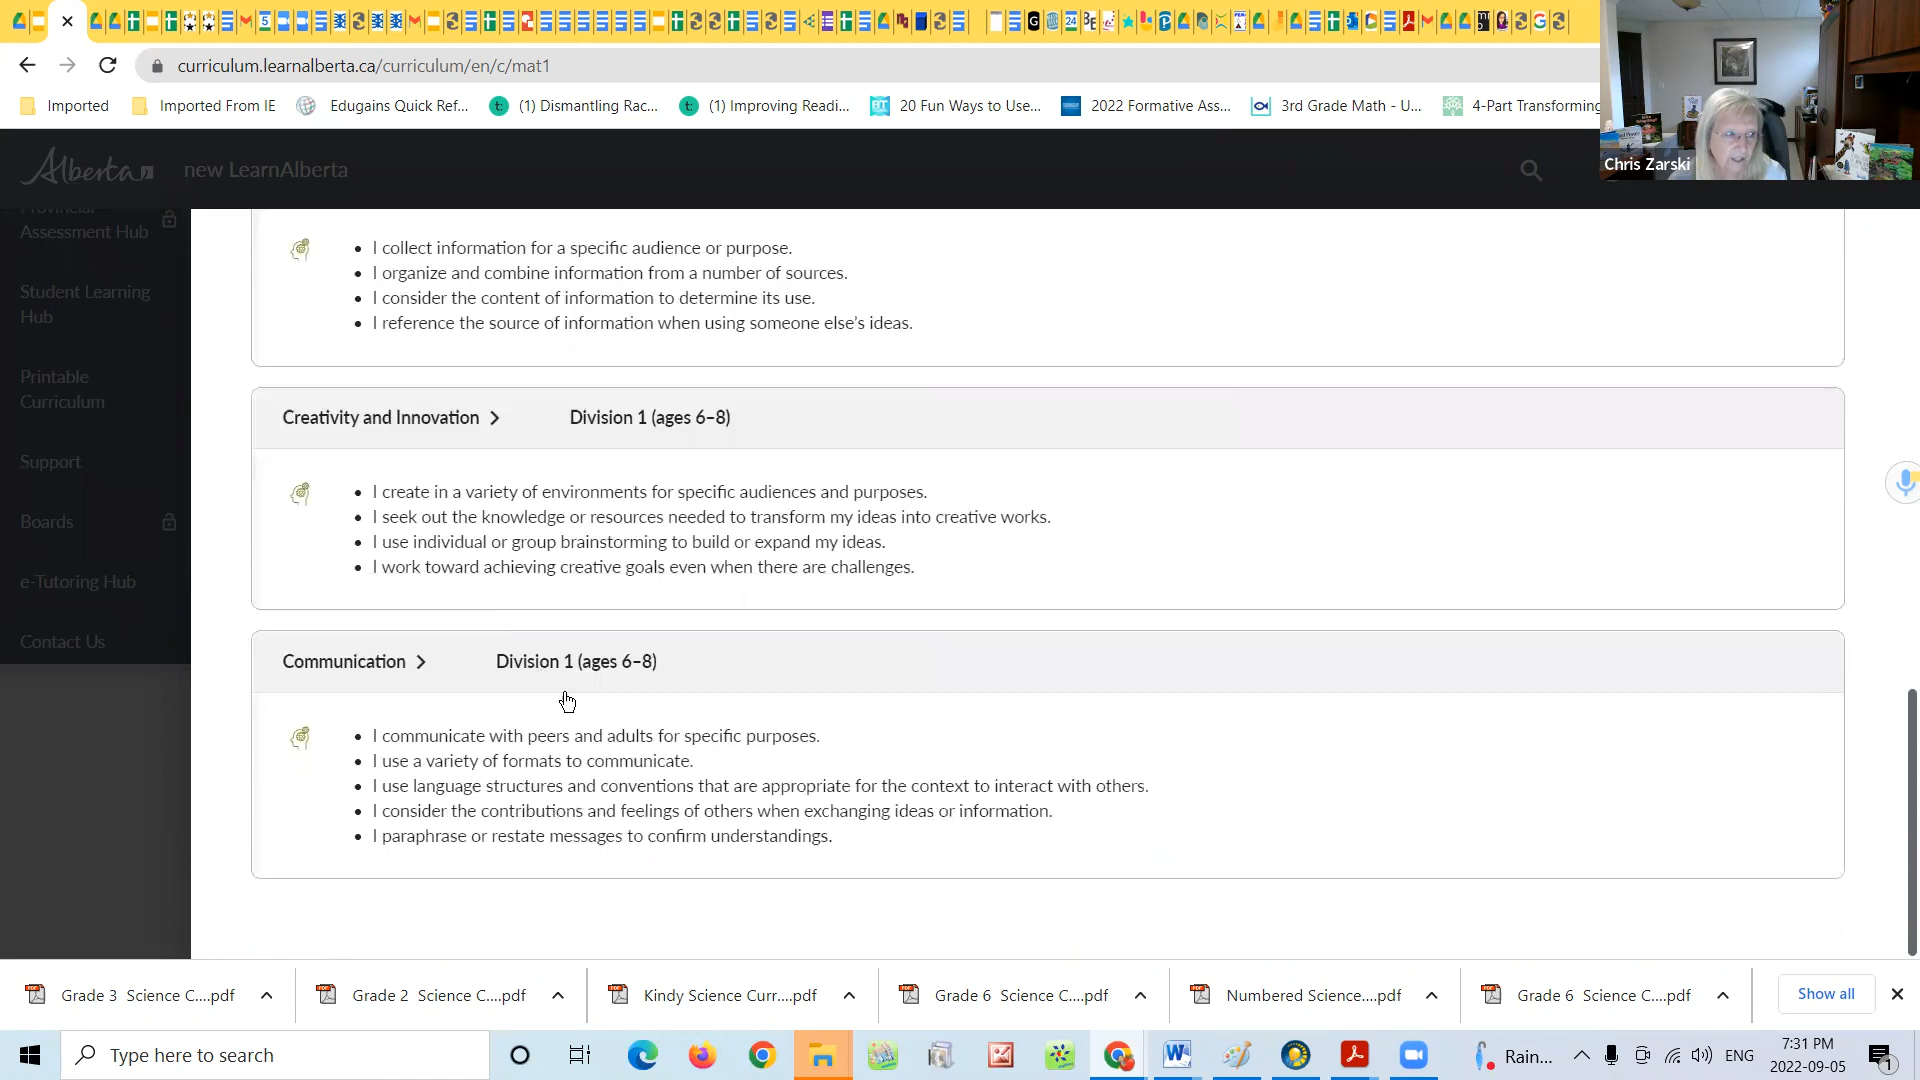 curriculum.learnalberta.ca/curriculum/en/c/mat1
Imported
Imported From IE
Edugains Quick Ref...
(1) Dismantling Rac...
(1) Improving Readi...
20 Fun Ways to Use...
2022 Formative Ass...
3rd Grade Math - U...
4-Part Transforming
Chris Zarski
Alberta
new LearnAlberta
Provincial
Assessment Hub
Student Learning
Hub
Printable
Curriculum
Support
Boards
e-Tutoring Hub
Contact Us
• I collect information for a specific audience or purpose.
• I organize and combine information from a number of sources.
• I consider the content of information to determine its use.
• I reference the source of information when using someone else's ideas.
Creativity and Innovation > Division 1 (ages 6–8)
• I create in a variety of environments for specific audiences and purposes.
• I seek out the knowledge or resources needed to transform my ideas into creative works.
• I use individual or group brainstorming to build or expand my ideas.
• I work toward achieving creative goals even when there are challenges.
Communication > Division 1 (ages 6–8)
• I communicate with peers and adults for specific purposes.
• I use a variety of formats to communicate.
• I use language structures and conventions that are appropriate for the context to interact with others.
• I consider the contributions and feelings of others when exchanging ideas or information.
• I paraphrase or restate messages to confirm understandings.
Grade 3 Science C....pdf
Grade 2 Science C....pdf
Kindy Science Curr....pdf
Grade 6 Science C....pdf
Numbered Science....pdf
Grade 6 Science C....pdf
Show all
Type here to search
Rain...
ENG
7:31 PM
2022-09-05
1